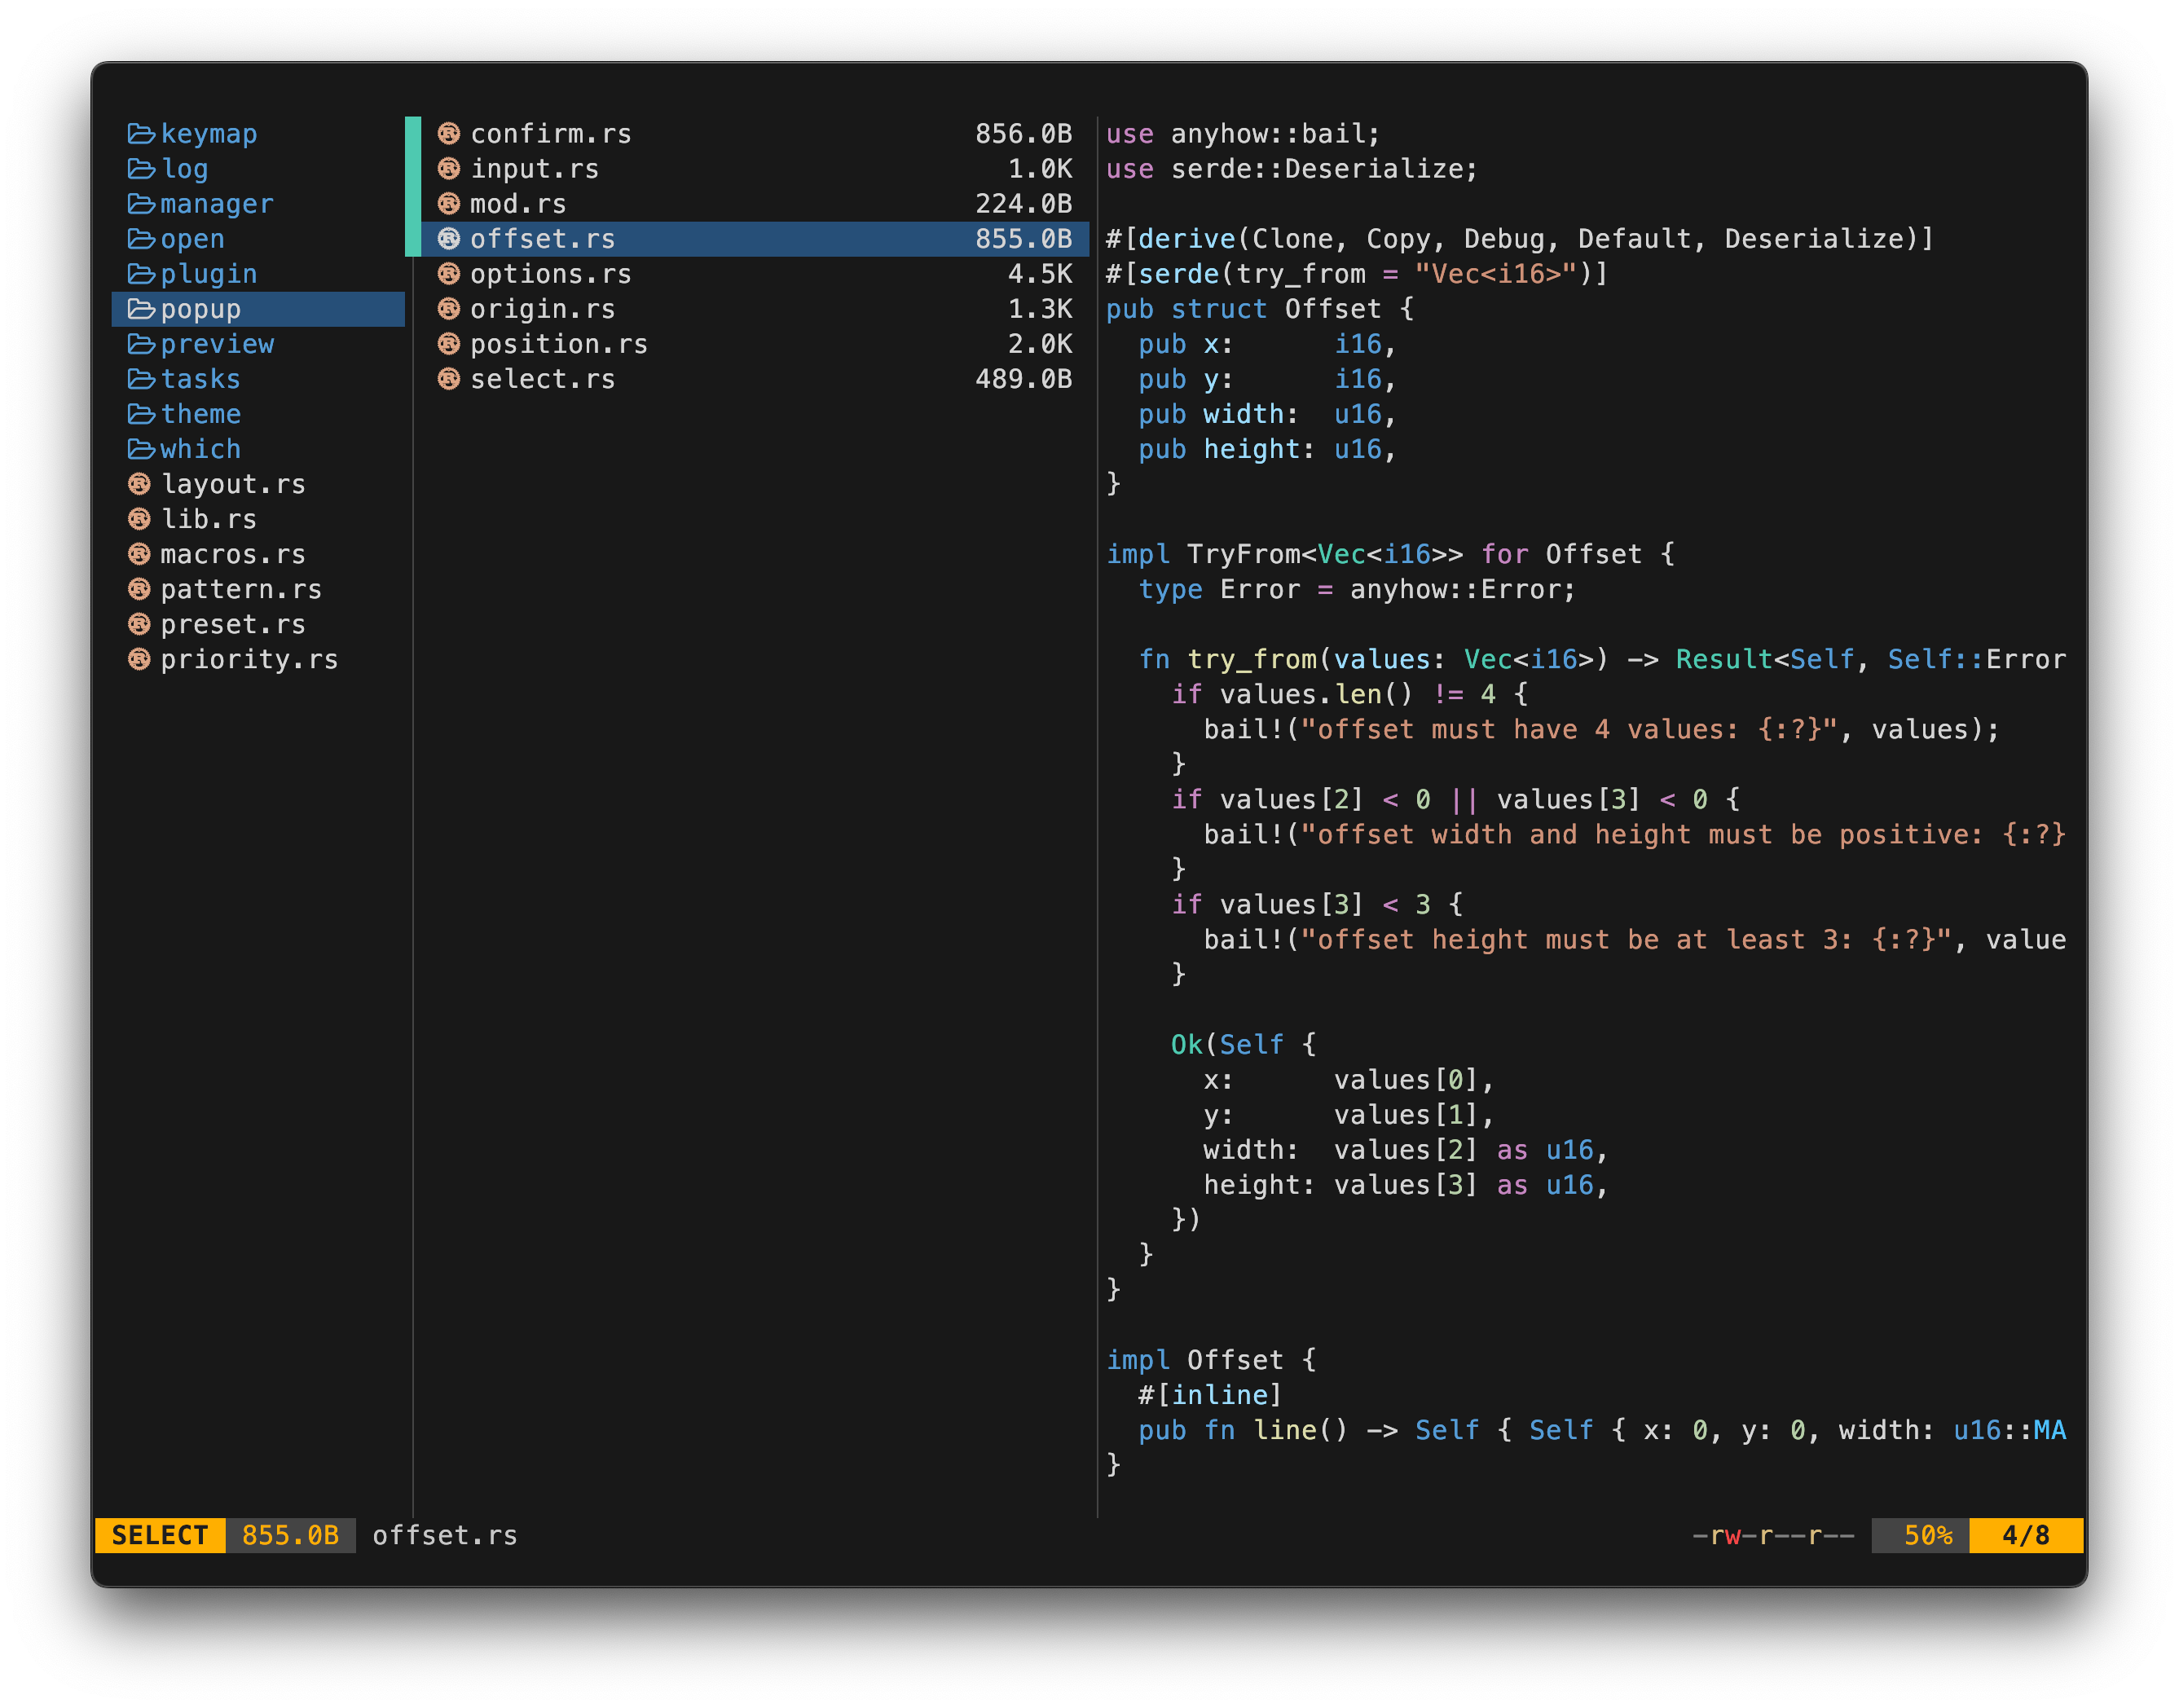 keymap
log
manager
open
plugin
popup
preview
tasks
theme
which
layout.rs
lib.rs
macros.rs
pattern.rs
preset.rs
priority.rs
confirm.rs 856.0B
input.rs 1.0K
mod.rs 224.0B
offset.rs 855.0B
options.rs 4.5K
origin.rs 1.3K
position.rs 2.0K
select.rs 489.0B
use anyhow::bail;
use serde::Deserialize;
#[derive(Clone, Copy, Debug, Default, Deserialize)]
#[serde(try_from = "Vec<i16>")]
pub struct Offset {
  pub x:      i16,
  pub y:      i16,
  pub width:  u16,
  pub height: u16,
}
impl TryFrom<Vec<i16>> for Offset {
  type Error = anyhow::Error;
  fn try_from(values: Vec<i16>) -> Result<Self, Self::Error
    if values.len() != 4 {
      bail!("offset must have 4 values: {:?}", values);
    }
    if values[2] < 0 || values[3] < 0 {
      bail!("offset width and height must be positive: {:?}
    }
    if values[3] < 3 {
      bail!("offset height must be at least 3: {:?}", value
    }
    Ok(Self {
      x:      values[0],
      y:      values[1],
      width:  values[2] as u16,
      height: values[3] as u16,
    })
  }
}
impl Offset {
  #[inline]
  pub fn line() -> Self { Self { x: 0, y: 0, width: u16::MA
}
SELECT 855.0B offset.rs -rw-r--r-- 50% 4/8